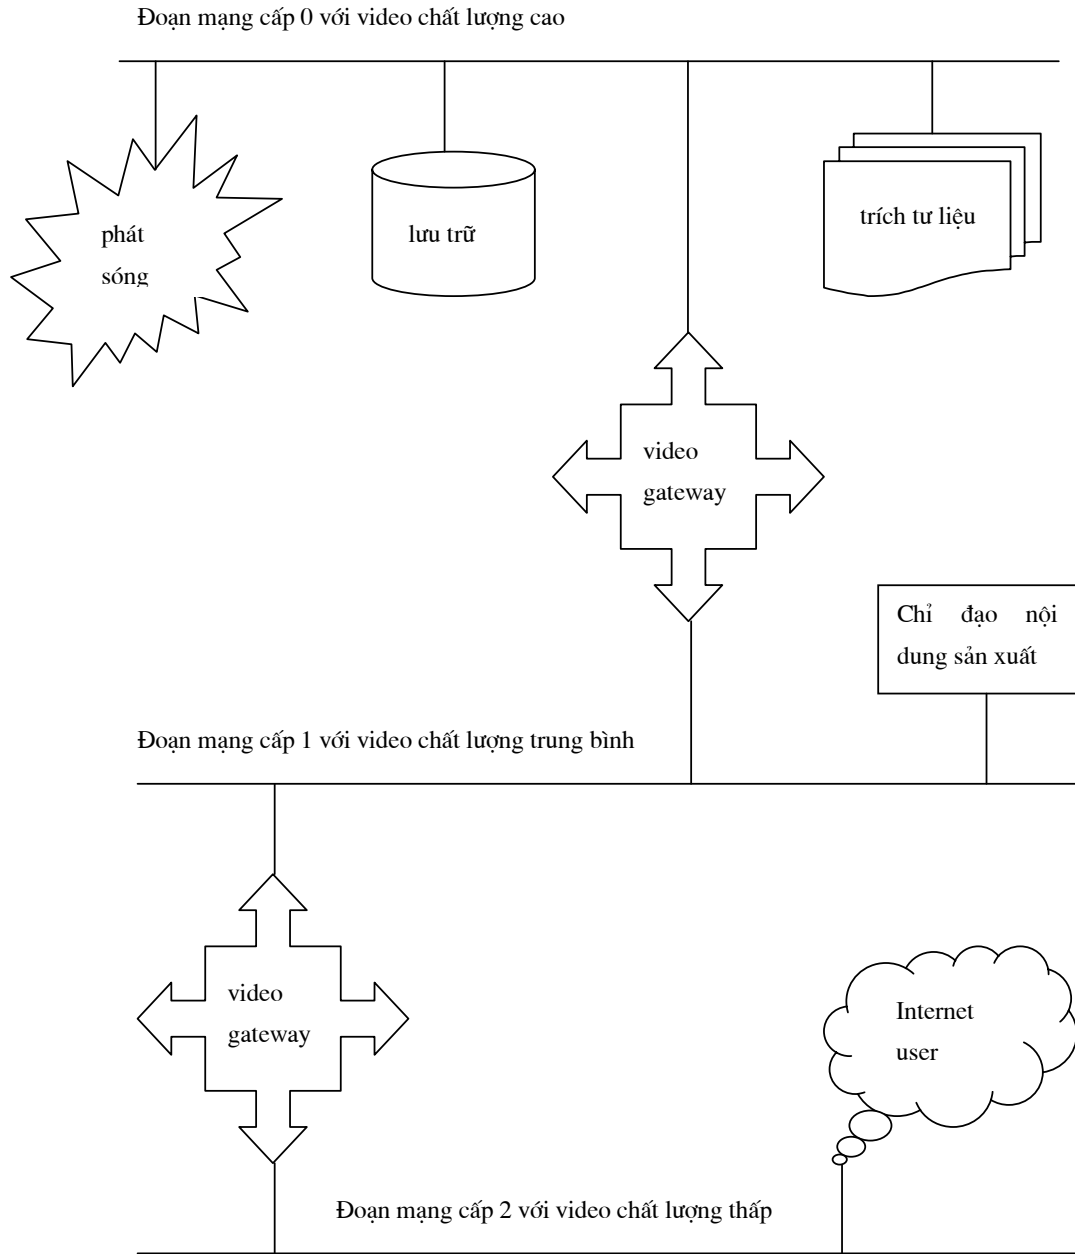 Đoạn mạng cấp 0 với video chất lượng cao
phát
sóng
lưu trữ
trích tư liệu
video
gateway
Chỉ đạo nội
dung sản xuất
Đoạn mạng cấp 1 với video chất lượng trung bình
video
gateway
Internet
user
Đoạn mạng cấp 2 với video chất lượng thấp